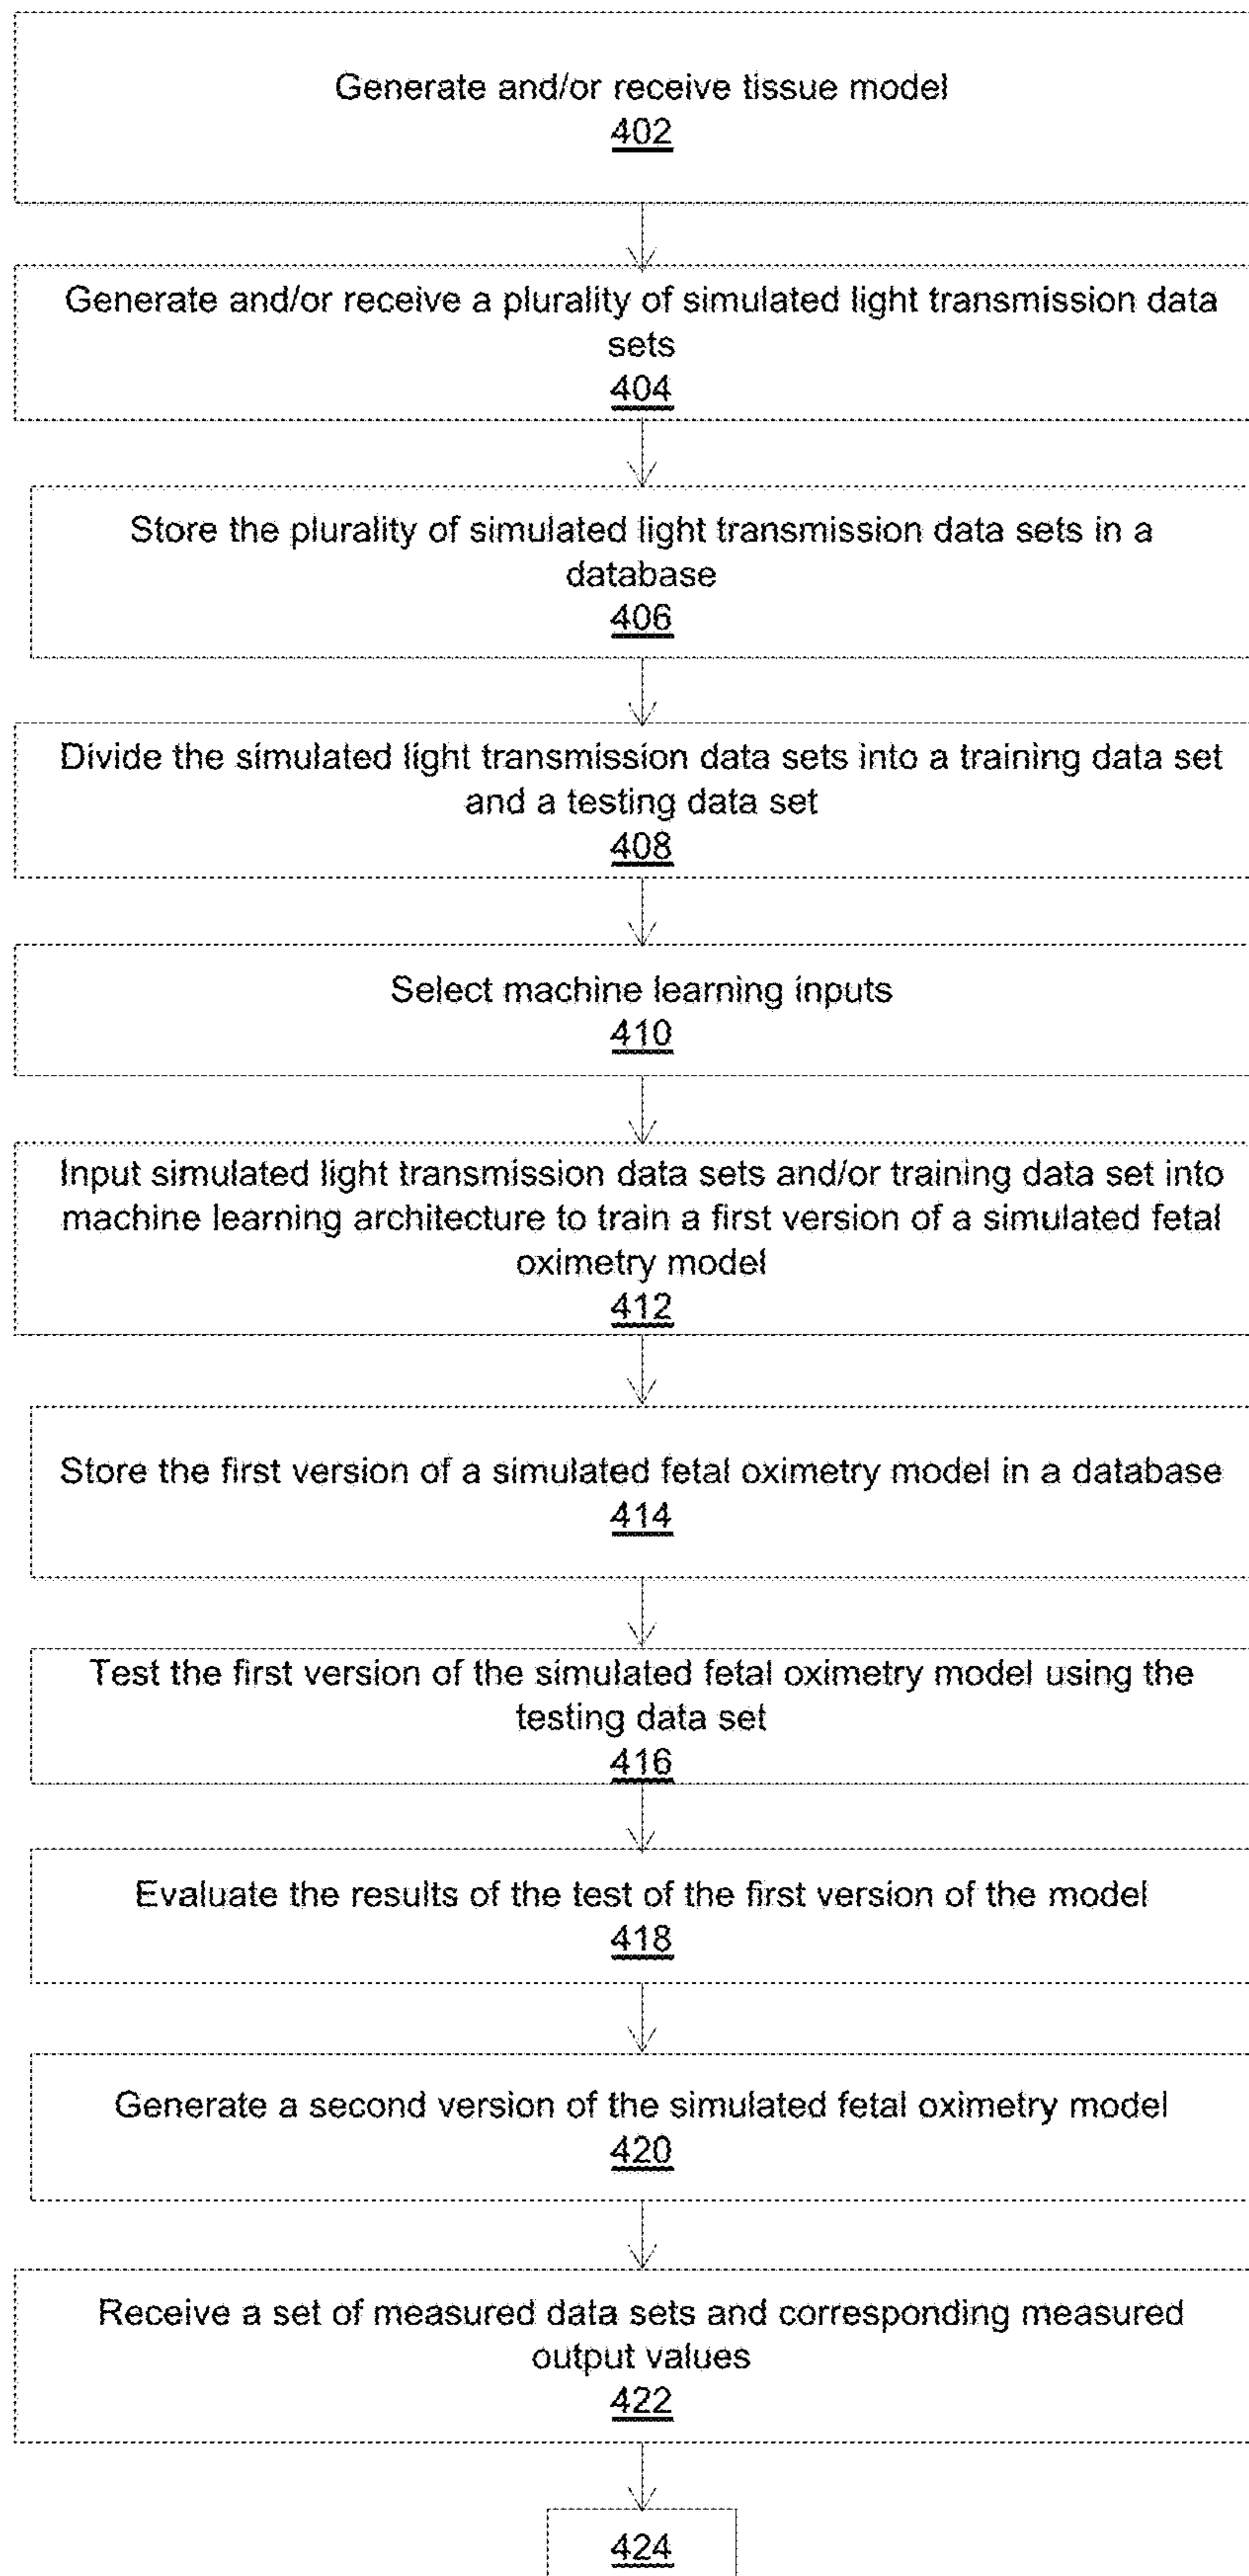 Generate and/or receive tissue model
402
Generate and/or receive a plurality of simulated light transmission data
sets
404
Store the plurality of simulated light transmission data sets in a
database
406
Divide the simulated light transmission data sets into a training data set
and a testing data set
408
Select machine learning inputs
410
Input simulated light transmission data sets and/or training data set into
machine learning architecture to train a first version of a simulated fetal
oximetry model
412
Store the first version of a simulated fetal oximetry model in a database
414
Test the first version of the simulated fetal oximetry model using the
testing data set
416
Evaluate the results of the test of the first version of the model
418
Generate a second version of the simulated fetal oximetry model
420
Receive a set of measured data sets and corresponding measured
output values
422
424